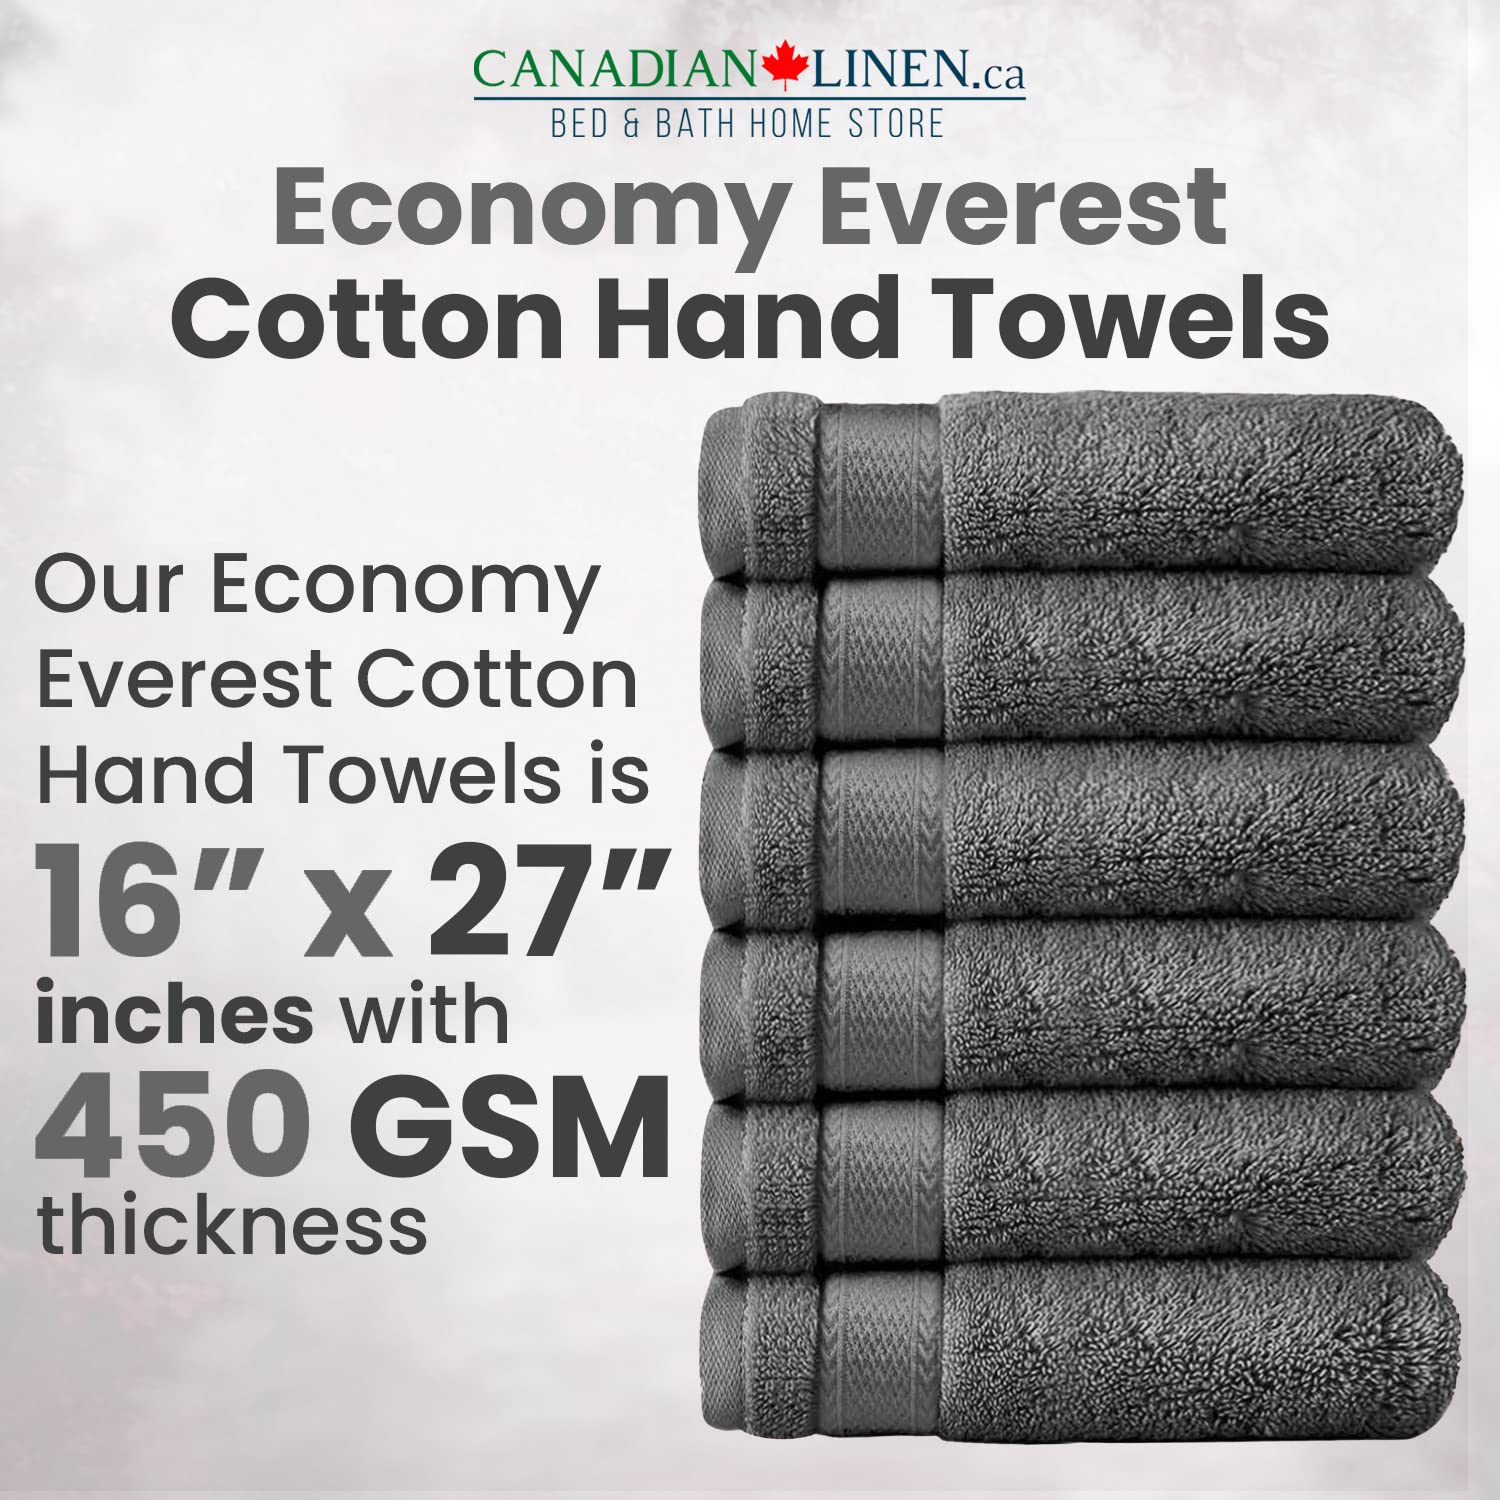 CANADIAN LINEN.ca
BED & BATH HOME STORE
Economy Everest
Cotton Hand Towels
Our Economy
Everest Cotton
Hand Towels is
16” x 27”
inches with
450 GSM
thickness